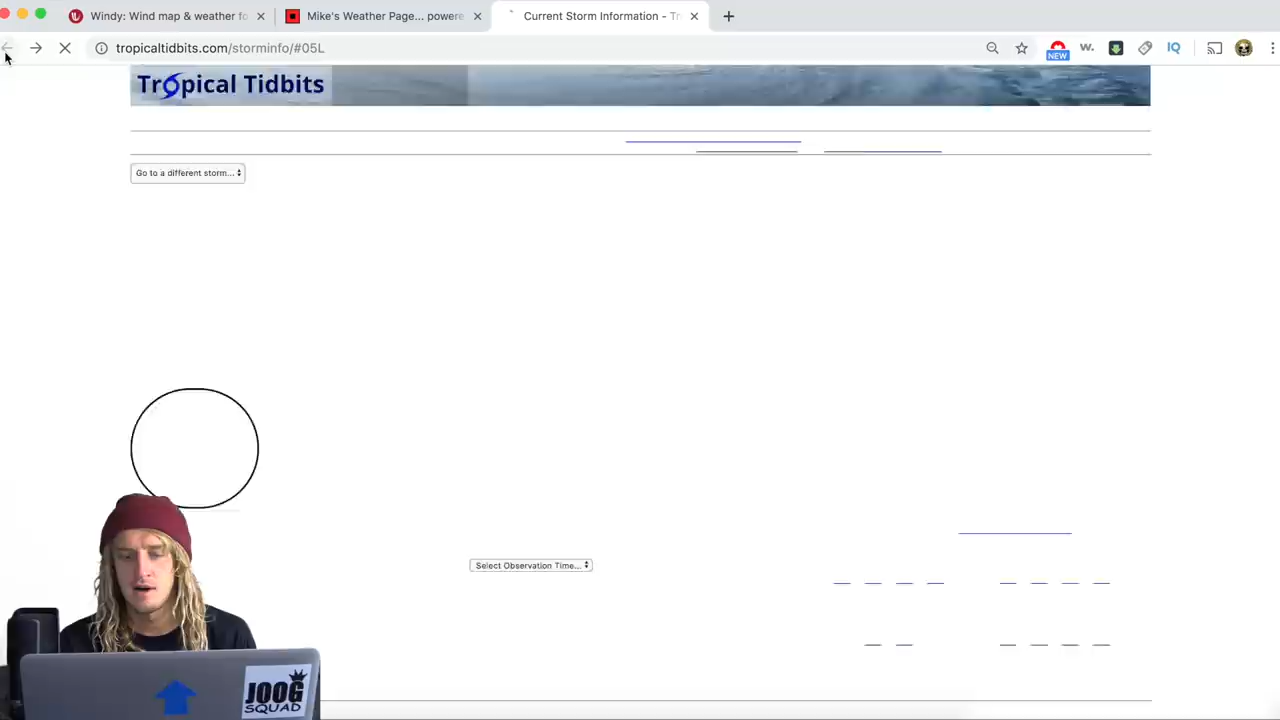 Windy: Wind map & weather fo
Mike's Weather Page... powere
Current Storm Information - Tr
tropicaltidbits.com/storminfo/#05L
NEW
w.
IQ
Tropical Tidbits
Go to a different storm...
Select Observation Time...
JOOG
SQUAD